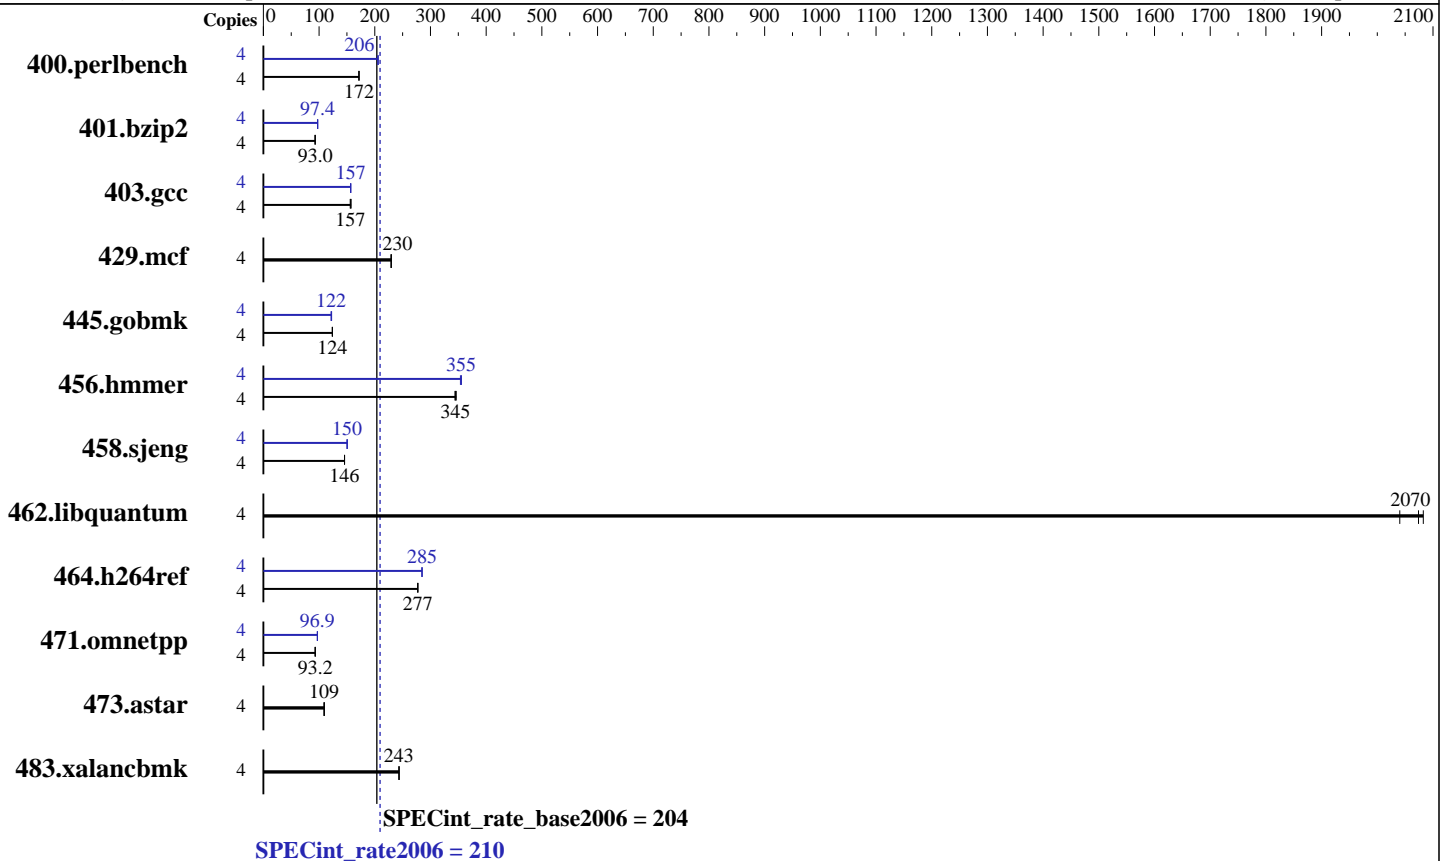 Copies 0 100 200 300 400 500 600 700 800 900 1000 1100 1200 1300 1400 1500 1600 1700 1800 1900 2100
400.perlbench 4 206
4 172
401.bzip2 4 97.4
4 93.0
403.gcc 4 157
4 157
429.mcf 4 230
445.gobmk 4 122
4 124
456.hmmer 4 355
4 345
458.sjeng 4 150
4 146
462.libquantum 4 2070
464.h264ref 4 285
4 277
471.omnetpp 4 96.9
4 93.2
473.astar 4 109
483.xalancbmk 4 243
SPECint_rate_base2006 = 204
SPECint_rate2006 = 210